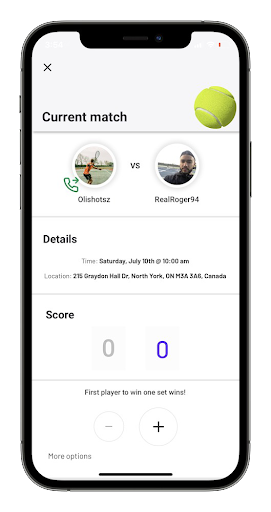 Current match
VS
Olishotsz
RealRoger94
Details
Time: Saturday, July 10th @ 10:00 am
Location: 215 Graydon Hall Dr, North York, ON M3A 3A6, Canada
Score
0
0
First player to win one set wins!
More options